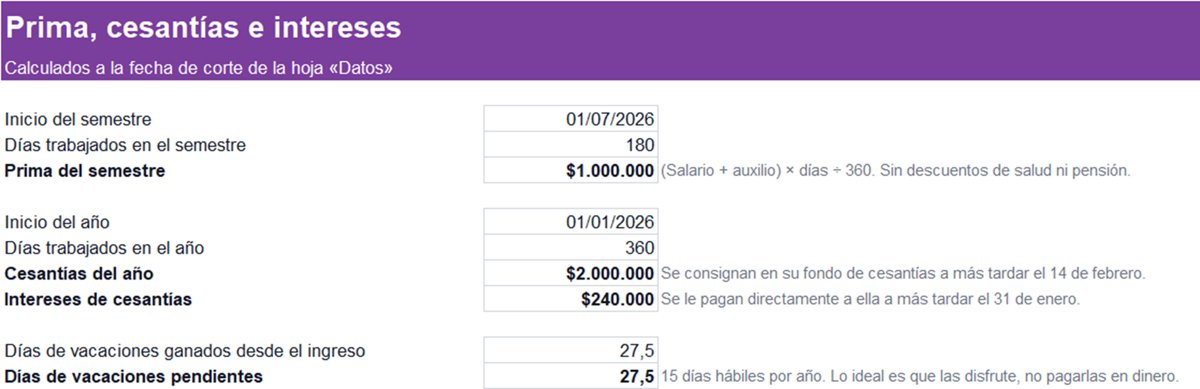 Prima, cesantías e intereses
Calculados a la fecha de corte de la hoja «Datos»
Inicio del semestre 01/07/2026
Días trabajados en el semestre 180
Prima del semestre $1.000.000 (Salario + auxilio) × días ÷ 360. Sin descuentos de salud ni pensión.
Inicio del año 01/01/2026
Días trabajados en el año 360
Cesantías del año $2.000.000 Se consignan en su fondo de cesantías a más tardar el 14 de febrero.
Intereses de cesantías $240.000 Se le pagan directamente a ella a más tardar el 31 de enero.
Días de vacaciones ganados desde el ingreso 27,5
Días de vacaciones pendientes 27,5 15 días hábiles por año. Lo ideal es que las disfrute, no pagarlas en dinero.